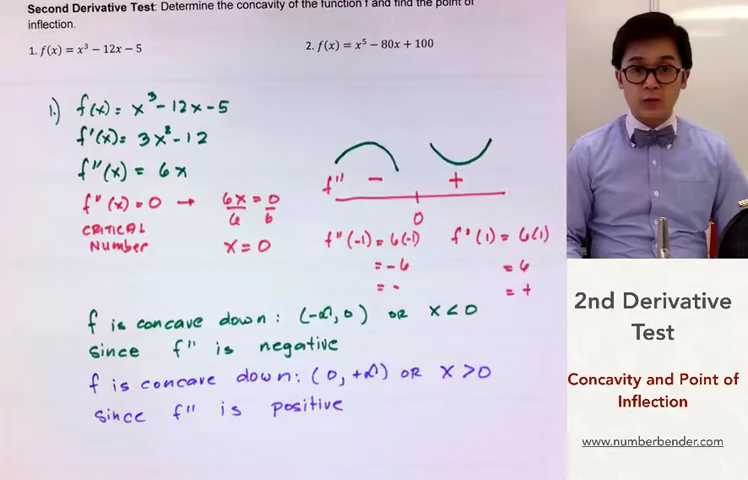 Second Derivative Test: Determine the concavity of the function f and find the point of
inflection.
1. f(x) = x³ − 12x − 5
2. f(x) = x⁵ − 80x + 100
1.) f(x) = x³ - 12x - 5
f'(x) = 3x² - 12
f"(x) = 6x
f"(x) = 0 → 6x/6 = 0/6
CRITICAL
Number x = 0
f" - +
0
f"(-1) = 6(-1) f"(1) = 6(1)
= -6 = 6
= - = +
f is concave down: (-∞, 0) OR x < 0
since f" is negative
f is concave down: (0, +∞) OR x > 0
since f" is positive
2nd Derivative
Test
Concavity and Point of
Inflection
www.numberbender.com